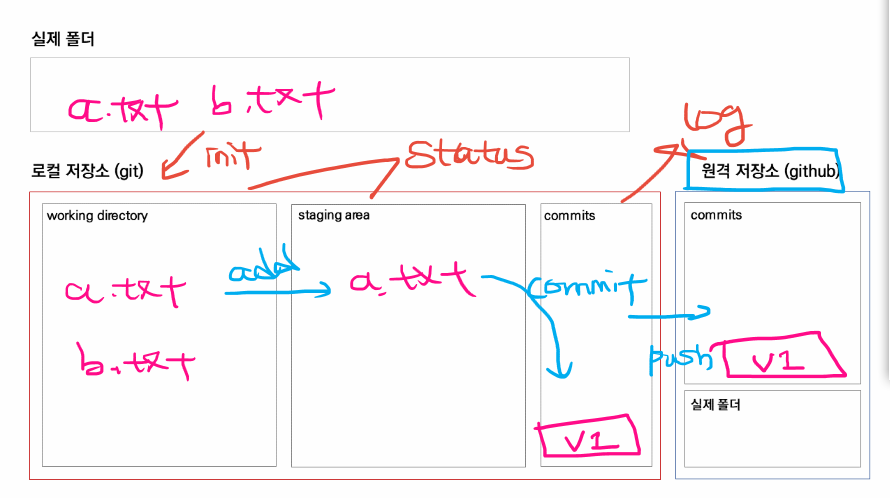 실제 폴더
a.txt b.txt
log
init
status
로컬 저장소 (git)
원격 저장소 (github)
working directory
staging area
commits
commits
a.txt
add
a.txt
commit
b.txt
push
v1
v1
실제 폴더